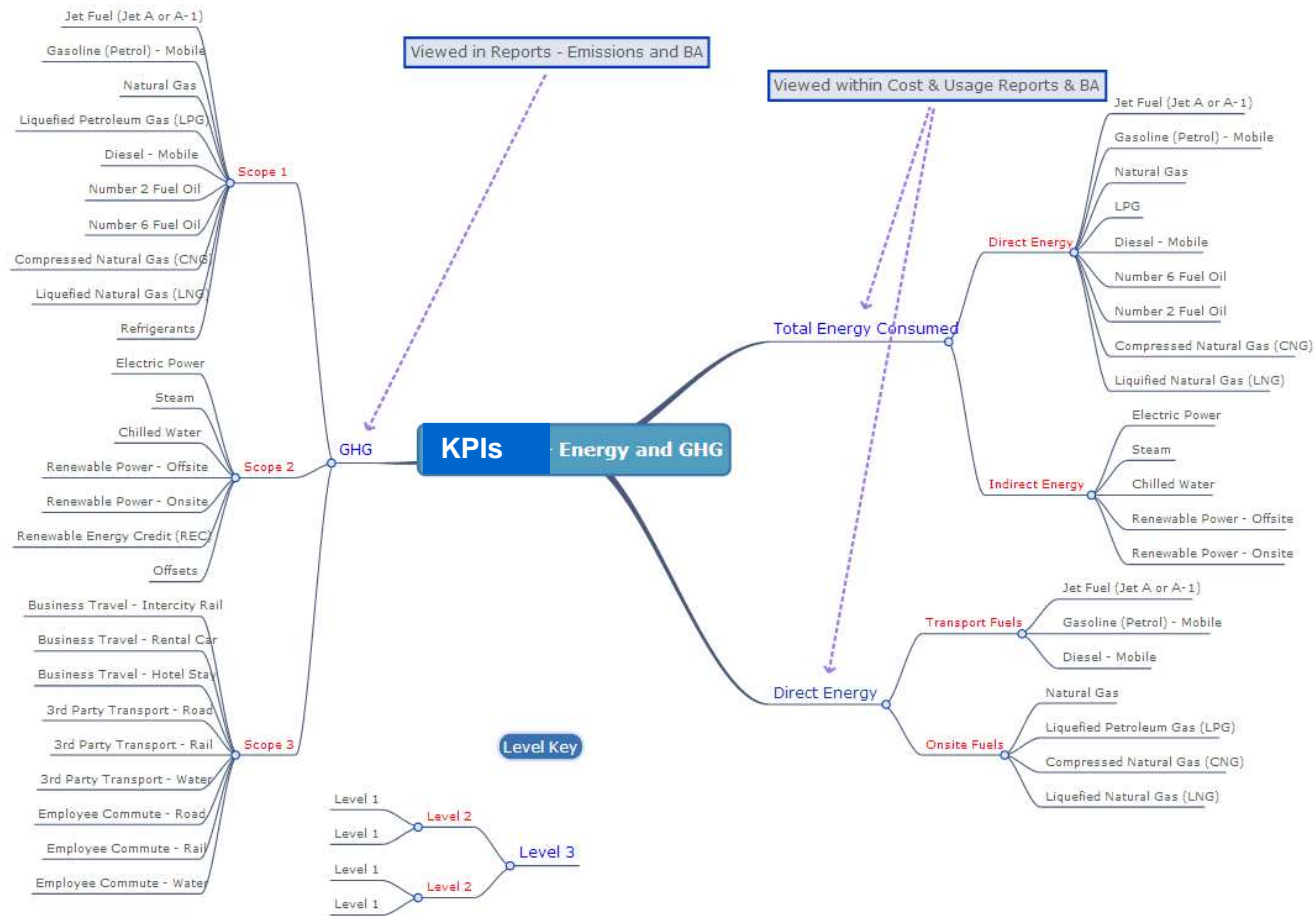 Viewed in Reports - Emissions and BA
Viewed within Cost & Usage Reports & BA
Jet Fuel (Jet A or A-1)
Gasoline (Petrol) - Mobile
Natural Gas
Liquefied Petroleum Gas (LPG)
Diesel - Mobile
Number 2 Fuel Oil
Number 6 Fuel Oil
Compressed Natural Gas (CNG)
Liquefied Natural Gas (LNG)
Refrigerants
Scope 1
Electric Power
Steam
Chilled Water
Renewable Power - Offsite
Renewable Power - Onsite
Renewable Energy Credit (REC)
Offsets
Scope 2
Business Travel - Intercity Rail
Business Travel - Rental Car
Business Travel - Hotel Stay
3rd Party Transport - Road
3rd Party Transport - Rail
3rd Party Transport - Water
Employee Commute - Road
Employee Commute - Rail
Employee Commute - Water
Scope 3
GHG
KPIs - Energy and GHG
Total Energy Consumed
Direct Energy
Jet Fuel (Jet A or A-1)
Gasoline (Petrol) - Mobile
Natural Gas
LPG
Diesel - Mobile
Number 6 Fuel Oil
Number 2 Fuel Oil
Compressed Natural Gas (CNG)
Liquified Natural Gas (LNG)
Indirect Energy
Electric Power
Steam
Chilled Water
Renewable Power - Offsite
Renewable Power - Onsite
Direct Energy
Transport Fuels
Jet Fuel (Jet A or A-1)
Gasoline (Petrol) - Mobile
Diesel - Mobile
Onsite Fuels
Natural Gas
Liquefied Petroleum Gas (LPG)
Compressed Natural Gas (CNG)
Liquefied Natural Gas (LNG)
Level Key
Level 1
Level 1
Level 2
Level 1
Level 1
Level 2
Level 3